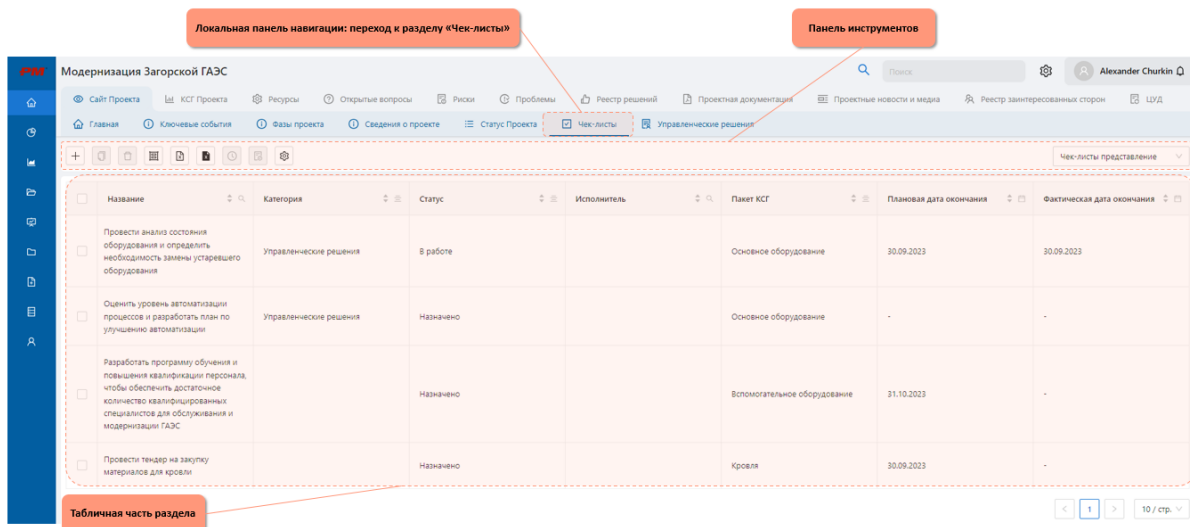 Локальная панель навигации: переход к разделу «Чек-листы»
Панель инструментов
PM
Модернизация Загорской ГАЭС
Поиск
Alexander Churkin
Сайт Проекта
КСГ Проекта
Ресурсы
Открытые вопросы
Риски
Проблемы
Реестр решений
Проектная документация
Проектные новости и медиа
Реестр заинтересованных сторон
ЦУД
Главная
Ключевые события
Фазы проекта
Сведения о проекте
Статус Проекта
Чек-листы
Управленческие решения
Чек-листы представление
Название
Категория
Статус
Исполнитель
Пакет КСГ
Плановая дата окончания
Фактическая дата окончания
Провести анализ состояния
оборудования и определить
необходимость замены устаревшего
оборудования
Управленческие решения
В работе
Основное оборудование
30.09.2023
30.09.2023
Оценить уровень автоматизации
процессов и разработать план по
улучшению автоматизации
Управленческие решения
Назначено
Основное оборудование
-
-
Разработать программу обучения и
повышения квалификации персонала,
чтобы обеспечить достаточное
количество квалифицированных
специалистов для обслуживания и
модернизации ГАЭС
Назначено
Вспомогательное оборудование
31.10.2023
-
Провести тендер на закупку
материалов для кровли
Назначено
Кровля
30.09.2023
-
Табличная часть раздела
1
10 / стр.